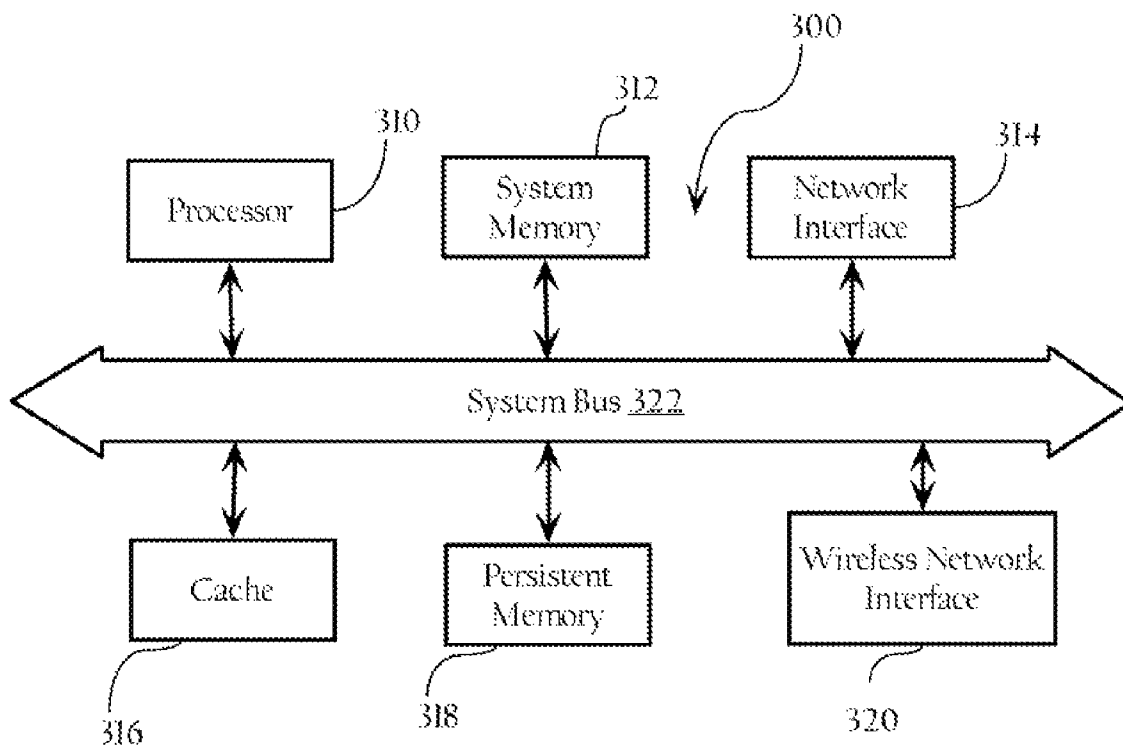 300
312
310
314
Processor
System
Memory
Network
Interface
System Bus 322
Cache
Persistent
Memory
Wireless Network
Interface
316
318
320